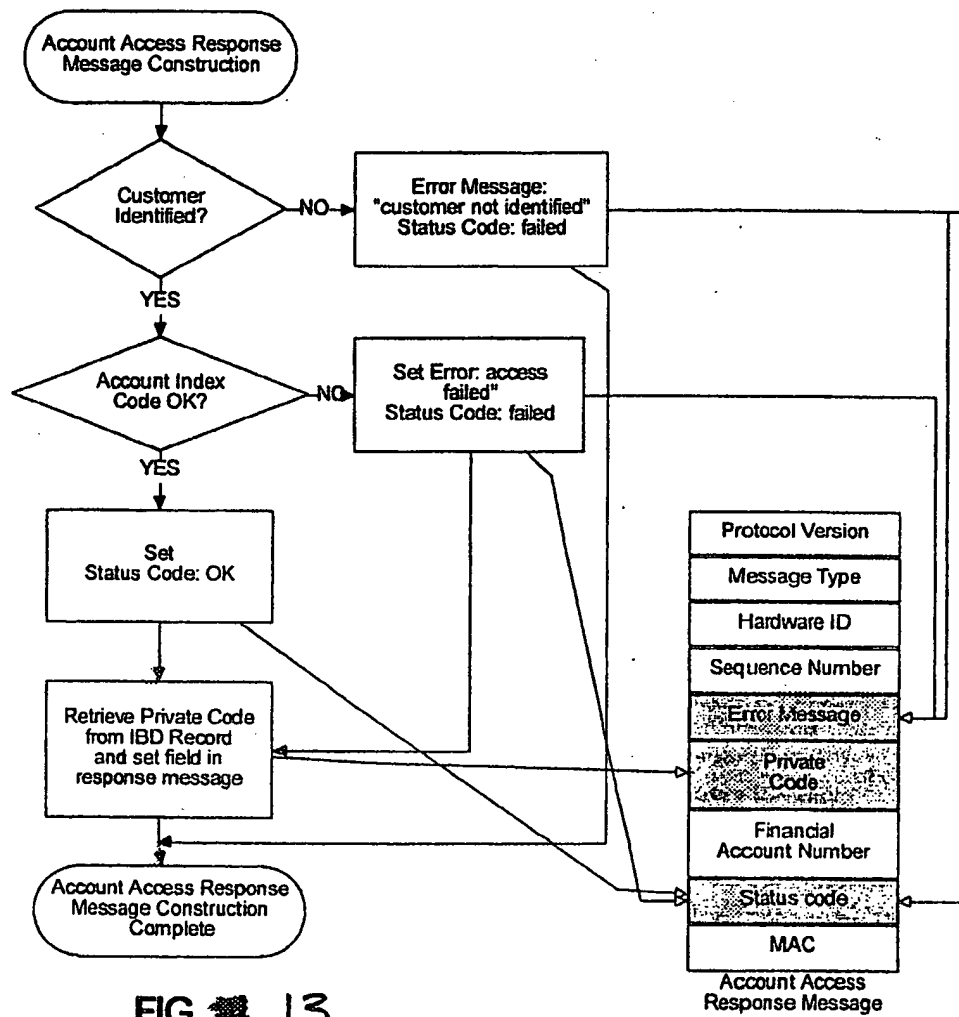 Account Access Response
Message Construction
Customer
Identified?
NO
Error Message:
"customer not identified"
Status Code: failed
YES
Account Index
Code OK?
NO
Set Error: access
failed"
Status Code: failed
YES
Set
Status Code: OK
Retrieve Private Code
from IBD Record
and set field in
response message
Account Access Response
Message Construction
Complete
Protocol Version
Message Type
Hardware ID
Sequence Number
Error Message
Private
Code
Financial
Account Number
Status code
MAC
Account Access
Response Message
FIG 13